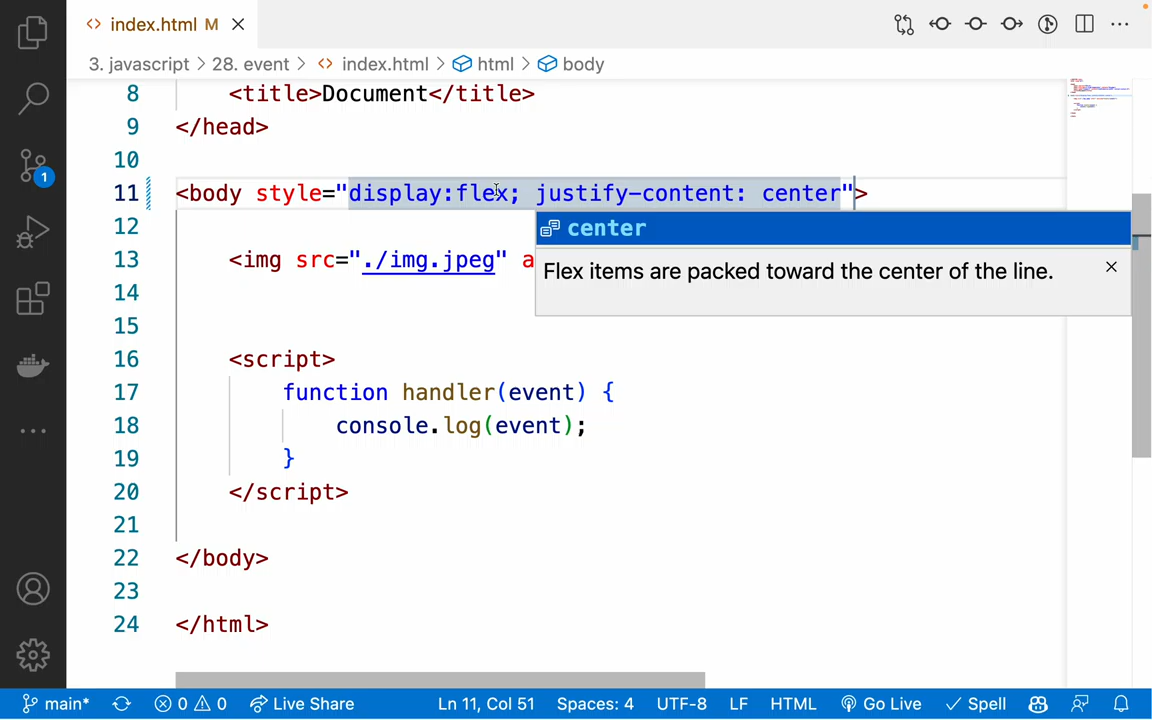 index.html M
3. javascript > 28. event > index.html > html > body
8 <title>Document</title>
9 </head>
10
11 <body style="display:flex; justify-content: center">
center
12
13 <img src="./img.jpeg" a
Flex items are packed toward the center of the line.
14
15
16 <script>
17 function handler(event) {
18 console.log(event);
19 }
20 </script>
21
22 </body>
23
24 </html>
1
main* 0 0 Live Share Ln 11, Col 51 Spaces: 4 UTF-8 LF HTML Go Live Spell